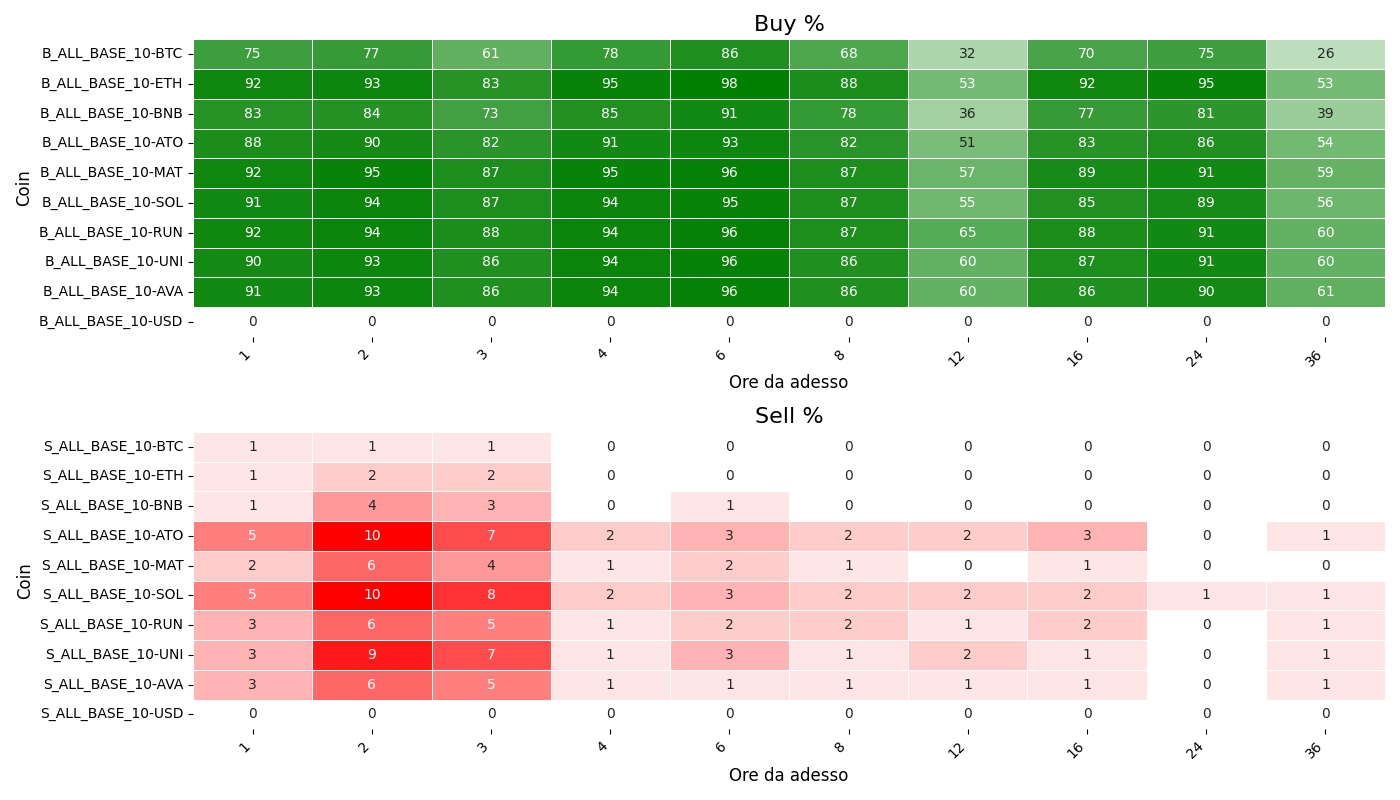 Buy %
Coin
B_ALL_BASE_10-BTC 75 77 61 78 86 68 32 70 75 26
B_ALL_BASE_10-ETH 92 93 83 95 98 88 53 92 95 53
B_ALL_BASE_10-BNB 83 84 73 85 91 78 36 77 81 39
B_ALL_BASE_10-ATO 88 90 82 91 93 82 51 83 86 54
B_ALL_BASE_10-MAT 92 95 87 95 96 87 57 89 91 59
B_ALL_BASE_10-SOL 91 94 87 94 95 87 55 85 89 56
B_ALL_BASE_10-RUN 92 94 88 94 96 87 65 88 91 60
B_ALL_BASE_10-UNI 90 93 86 94 96 86 60 87 91 60
B_ALL_BASE_10-AVA 91 93 86 94 96 86 60 86 90 61
B_ALL_BASE_10-USD 0 0 0 0 0 0 0 0 0 0
1 2 3 4 6 8 12 16 24 36
Ore da adesso
Sell %
Coin
S_ALL_BASE_10-BTC 1 1 1 0 0 0 0 0 0 0
S_ALL_BASE_10-ETH 1 2 2 0 0 0 0 0 0 0
S_ALL_BASE_10-BNB 1 4 3 0 1 0 0 0 0 0
S_ALL_BASE_10-ATO 5 10 7 2 3 2 2 3 0 1
S_ALL_BASE_10-MAT 2 6 4 1 2 1 0 1 0 0
S_ALL_BASE_10-SOL 5 10 8 2 3 2 2 2 1 1
S_ALL_BASE_10-RUN 3 6 5 1 2 2 1 2 0 1
S_ALL_BASE_10-UNI 3 9 7 1 3 1 2 1 0 1
S_ALL_BASE_10-AVA 3 6 5 1 1 1 1 1 0 1
S_ALL_BASE_10-USD 0 0 0 0 0 0 0 0 0 0
1 2 3 4 6 8 12 16 24 36
Ore da adesso